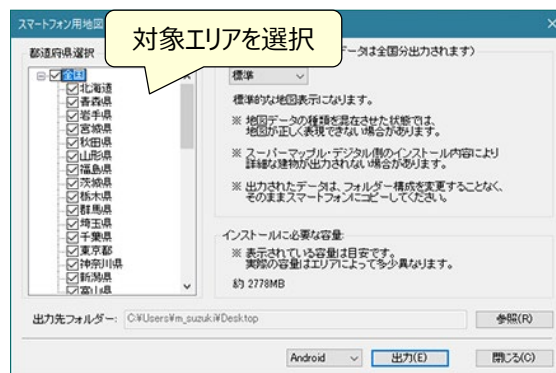 スマートフォン用地図
対象エリアを選択
都道府県選択
データは全国分出力されます)
全国
北海道
青森県
岩手県
宮城県
秋田県
山形県
福島県
茨城県
栃木県
群馬県
埼玉県
千葉県
東京都
神奈川県
新潟県
富山県
標準
標準的な地図表示になります。
※ 地図データの種類を混在させた状態では、
地図が正しく表現できない場合があります。
※ スーパーマップル・デジタル側のインストール内容により
詳細な建物が出力されない場合があります。
※ 出力されたデータは、フォルダー構成を変更することなく、
そのままスマートフォンにコピーしてください。
インストールに必要な容量:
※ 表示されている容量は目安です。
実際の容量はエリアによって多少異なります。
約 2778MB
出力先フォルダー: C:¥Users¥m_suzuki¥Desktop 参照(R)
Android 出力(E) 閉じる(C)